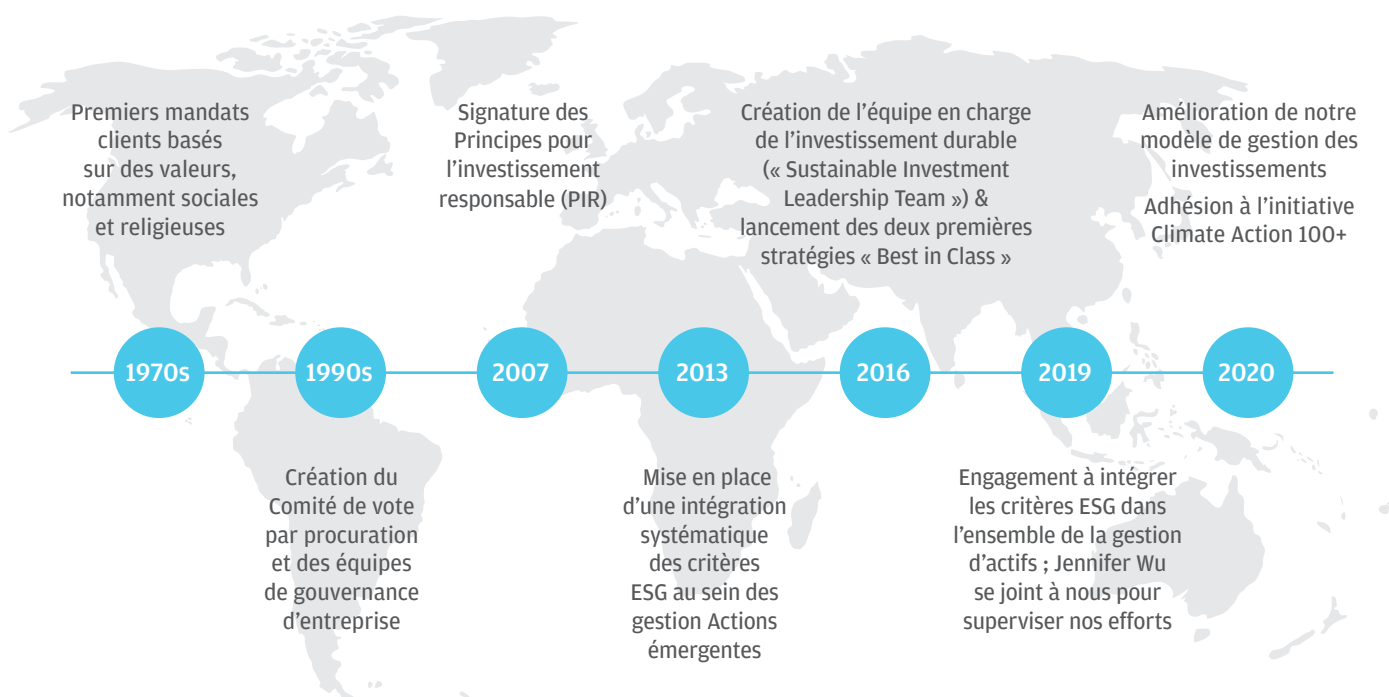 Premiers mandats
clients basés
sur des valeurs,
notamment sociales
et religieuses
Signature des
Principes pour
l’investissement
responsable (PIR)
Création de l’équipe en charge
de l’investissement durable
(« Sustainable Investment
Leadership Team ») &
lancement des deux premières
stratégies « Best in Class »
Amélioration de notre
modèle de gestion des
investissements
Adhésion à l’initiative
Climate Action 100+
1970s
1990s
2007
2013
2016
2019
2020
Création du
Comité de vote
par procuration
et des équipes
de gouvernance
d’entreprise
Mise en place
d’une intégration
systématique
des critères
ESG au sein des
gestion Actions
émergentes
Engagement à intégrer
les critères ESG dans
l’ensemble de la gestion
d’actifs ; Jennifer Wu
se joint à nous pour
superviser nos efforts